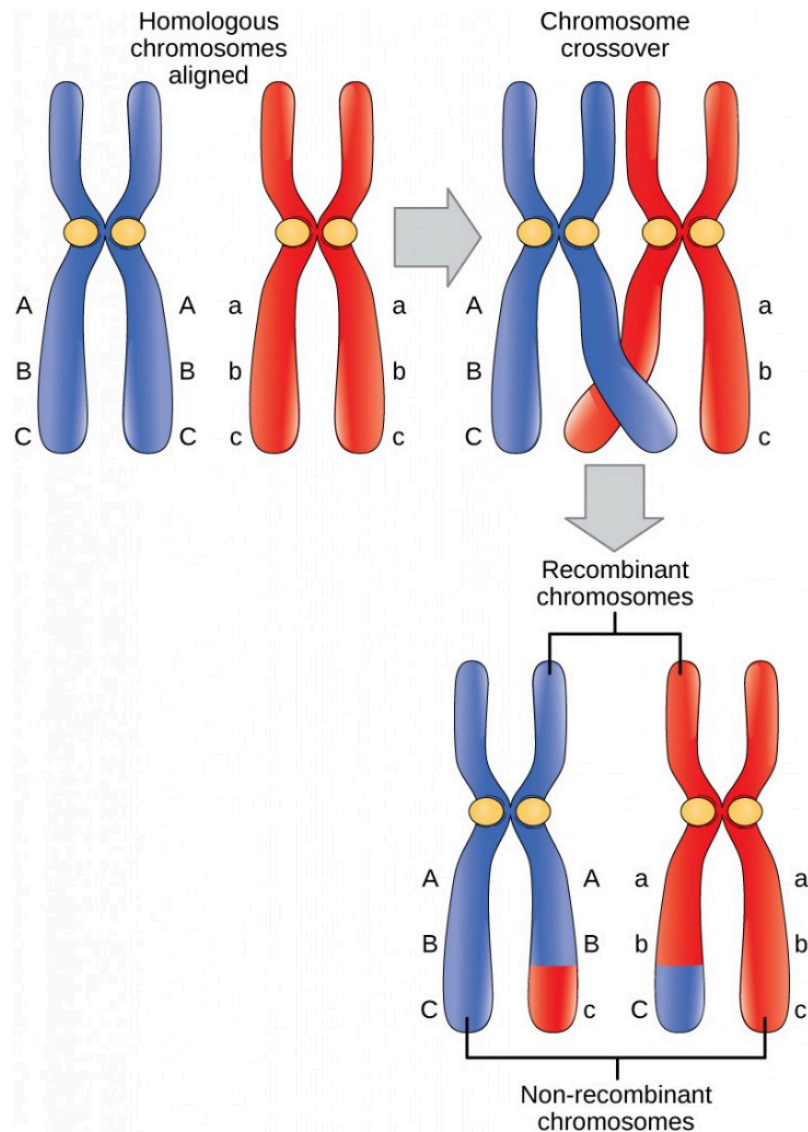 Homologous
chromosomes
aligned
Chromosome
crossover
A A a a A a
B B b b B b
C C c c C c
Recombinant
chromosomes
A A a a
B B b b
C c C c
Non-recombinant
chromosomes